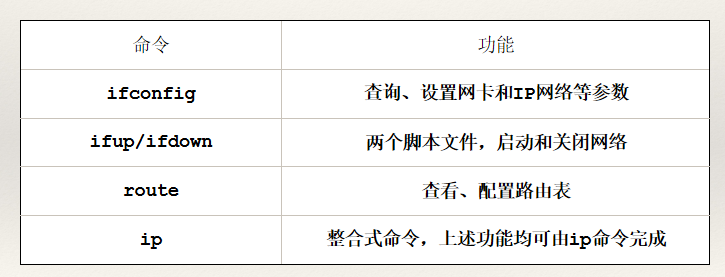 命令 功能
ifconfig 查询、设置网卡和IP网络等参数
ifup/ifdown 两个脚本文件，启动和关闭网络
route 查看、配置路由表
ip 整合式命令，上述功能均可由ip命令完成